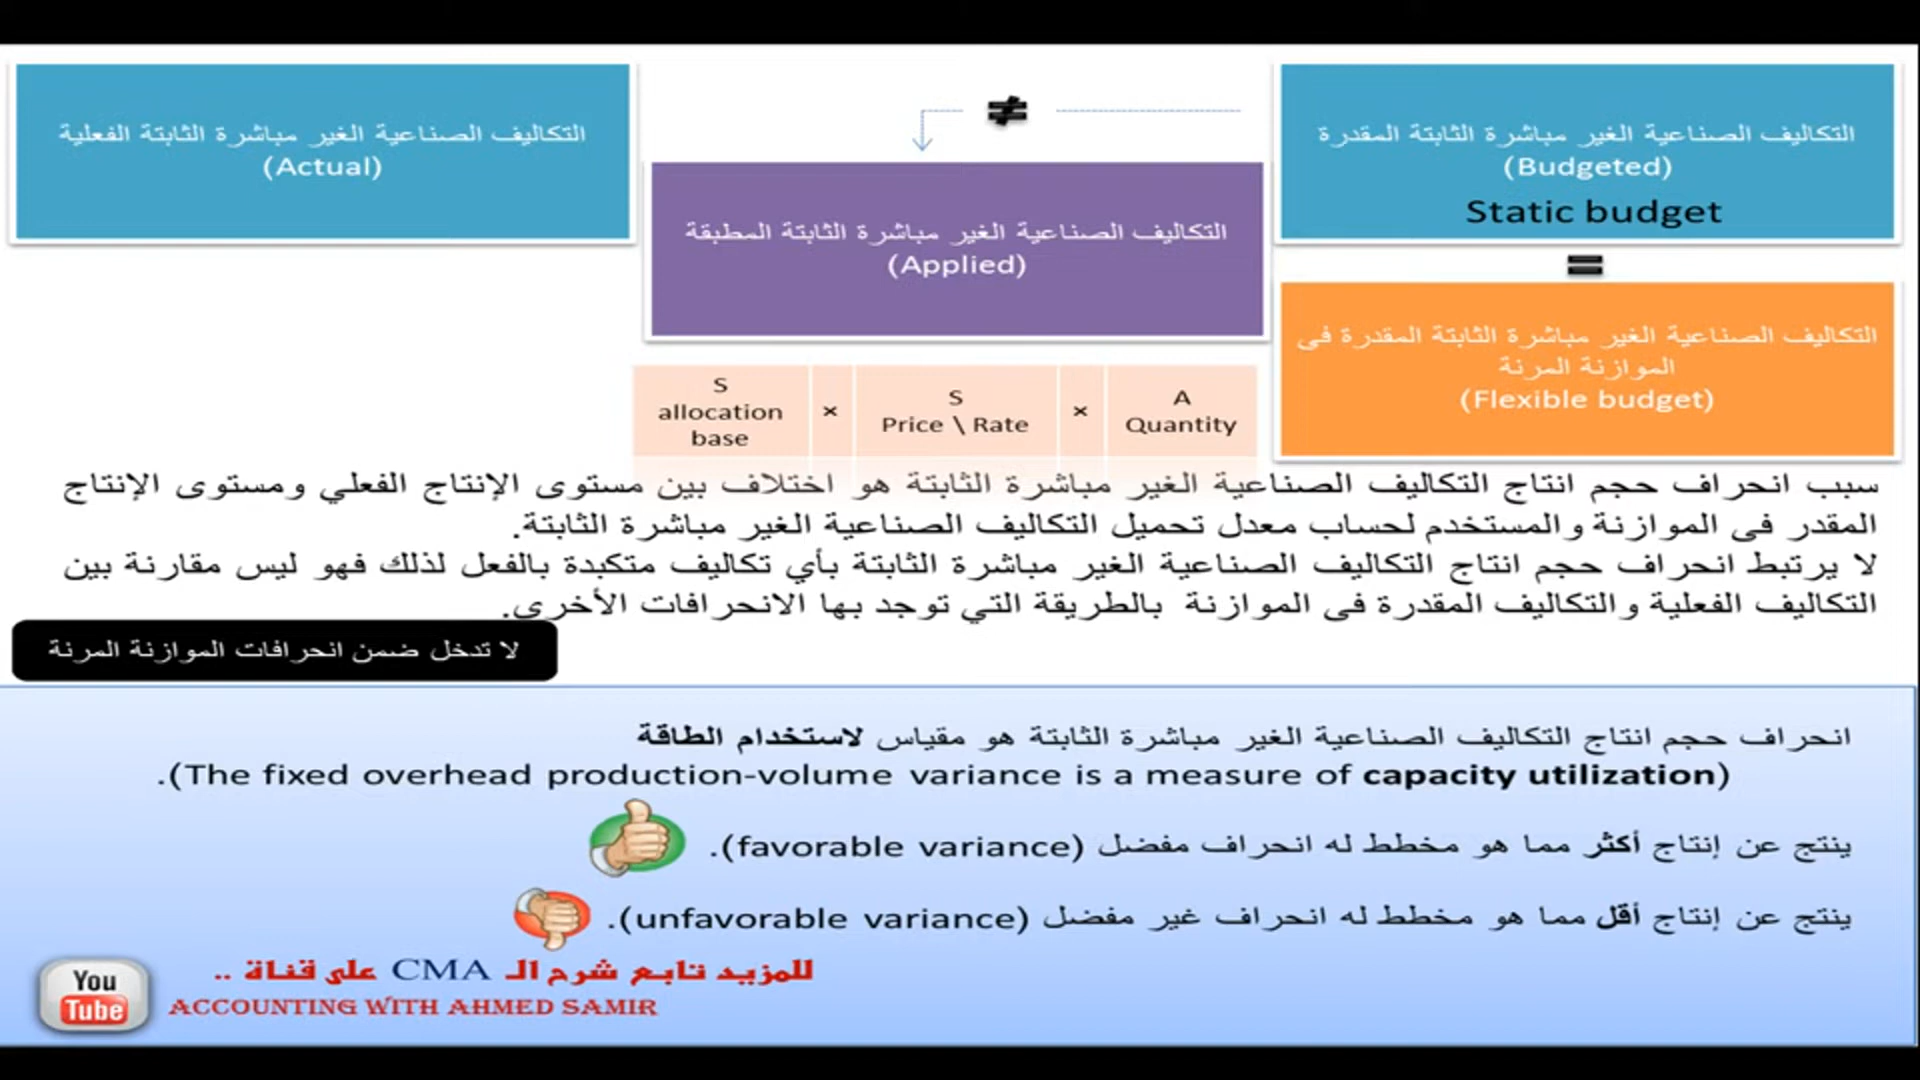 التكاليف الصناعية الغير مباشرة الثابتة المقدرة
(Budgeted)
Static budget
≠
التكاليف الصناعية الغير مباشرة الثابتة الفعلية
(Actual)
التكاليف الصناعية الغير مباشرة الثابتة المطبقة
(Applied)
=
التكاليف الصناعية الغير مباشرة الثابتة المقدرة فى
الموازنة المرنة
(Flexible budget)
S
allocation
base
×
S
Price \ Rate
×
A
Quantity
سبب انحراف حجم انتاج التكاليف الصناعية الغير مباشرة الثابتة هو اختلاف بين مستوى الإنتاج الفعلي ومستوى الإنتاج
المقدر فى الموازنة والمستخدم لحساب معدل تحميل التكاليف الصناعية الغير مباشرة الثابتة.
لا يرتبط انحراف حجم انتاج التكاليف الصناعية الغير مباشرة الثابتة بأي تكاليف متكبدة بالفعل لذلك فهو ليس مقارنة بين
التكاليف الفعلية والتكاليف المقدرة فى الموازنة بالطريقة التي توجد بها الانحرافات الأخرى.
لا تدخل ضمن انحرافات الموازنة المرنة
انحراف حجم انتاج التكاليف الصناعية الغير مباشرة الثابتة هو مقياس لاستخدام الطاقة
(The fixed overhead production-volume variance is a measure of capacity utilization).
ينتج عن إنتاج أكثر مما هو مخطط له انحراف مفضل (favorable variance).
ينتج عن إنتاج أقل مما هو مخطط له انحراف غير مفضل (unfavorable variance).
للمزيد تابع شرح الـ CMA على قناة ..
ACCOUNTING WITH AHMED SAMIR
You
Tube